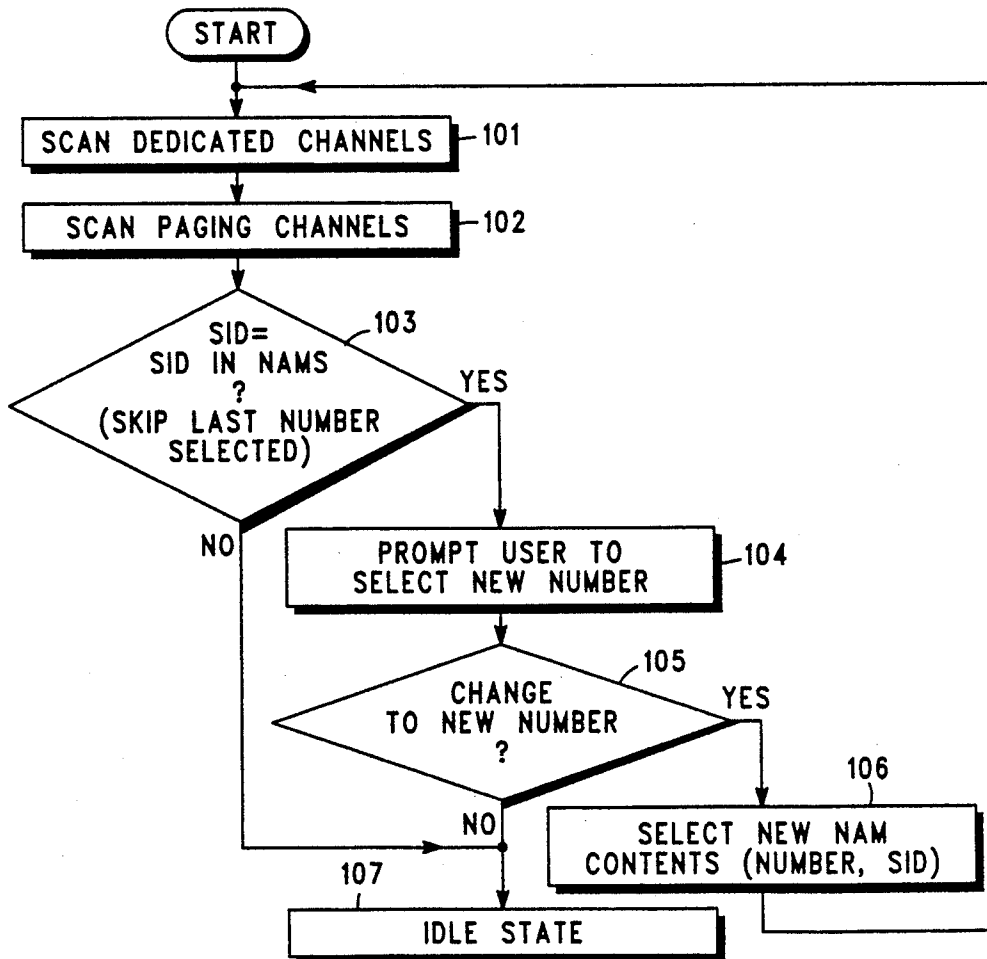 START
SCAN DEDICATED CHANNELS
101
SCAN PAGING CHANNELS
102
SID=
SID IN NAMS
?
(SKIP LAST NUMBER
SELECTED)
103
YES
NO
PROMPT USER TO
SELECT NEW NUMBER
104
CHANGE
TO NEW NUMBER
?
105
YES
NO
106
SELECT NEW NAM
CONTENTS (NUMBER, SID)
107
IDLE STATE